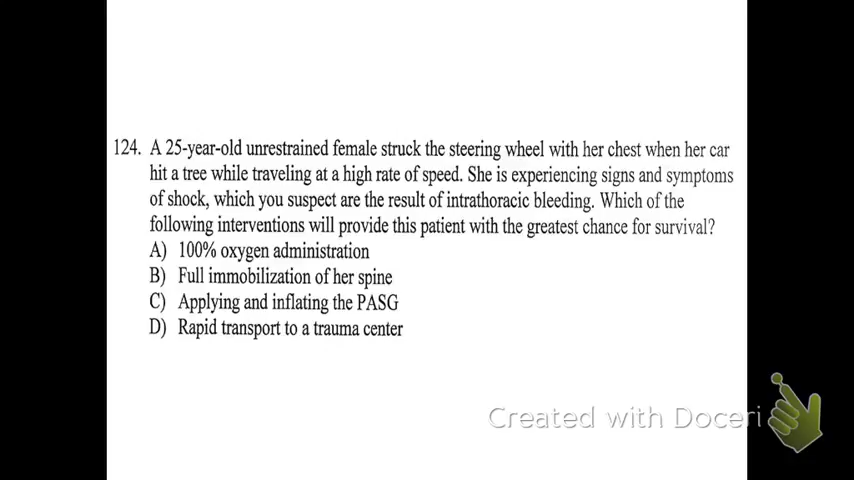 124. A 25-year-old unrestrained female struck the steering wheel with her chest when her car
hit a tree while traveling at a high rate of speed. She is experiencing signs and symptoms
of shock, which you suspect are the result of intrathoracic bleeding. Which of the
following interventions will provide this patient with the greatest chance for survival?
A) 100% oxygen administration
B) Full immobilization of her spine
C) Applying and inflating the PASG
D) Rapid transport to a trauma center
Created with Doceri